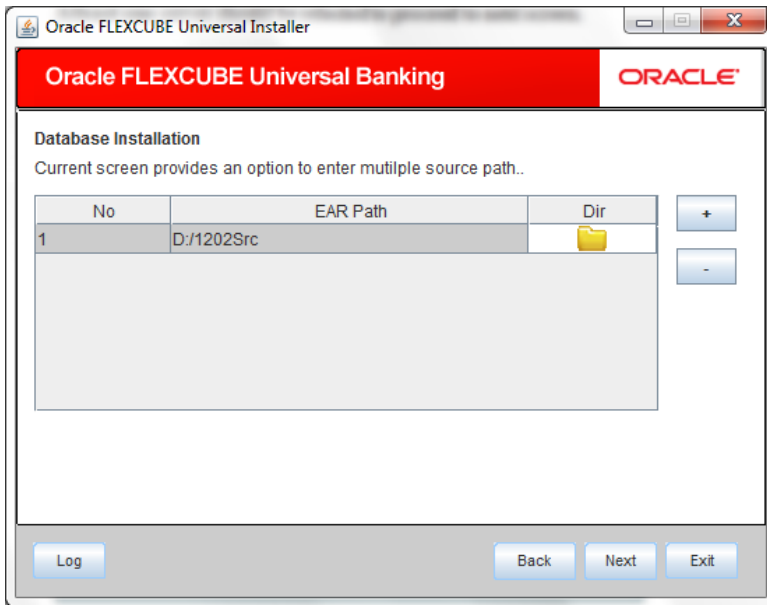 Oracle FLEXCUBE Universal Installer
Oracle FLEXCUBE Universal Banking
ORACLE
Database Installation
Current screen provides an option to enter mutilple source path..
No EAR Path Dir +
1 D:/1202Src
-
Log Back Next Exit